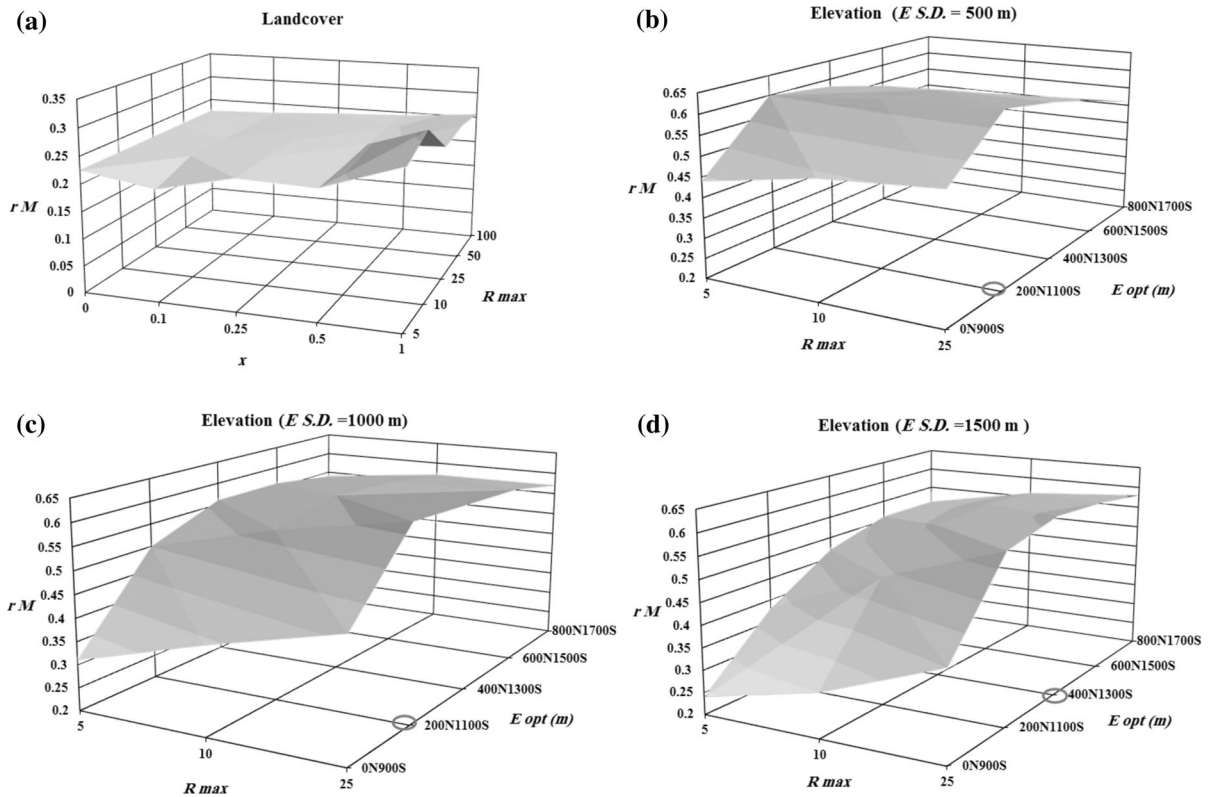 (a)
Landcover
0.35
0.3
0.25
0.2
r M
0.15
0.1
0.05
0
0
0.1
0.25
0.5
1
x
5
10
25
50
100
R max
(b)
Elevation (E S.D. = 500 m)
0.65
0.6
0.55
0.5
0.45
r M
0.4
0.35
0.3
0.25
0.2
5
10
25
R max
0N900S
200N1100S
400N1300S
600N1500S
800N1700S
E opt (m)
(c)
Elevation (E S.D. =1000 m)
0.65
0.6
0.55
0.5
0.45
r M
0.4
0.35
0.3
0.25
0.2
5
10
25
R max
0N900S
200N1100S
400N1300S
600N1500S
800N1700S
E opt (m)
(d)
Elevation (E S.D. =1500 m )
0.65
0.6
0.55
0.5
0.45
r M
0.4
0.35
0.3
0.25
0.2
5
10
25
R max
0N900S
200N1100S
400N1300S
600N1500S
800N1700S
E opt (m)